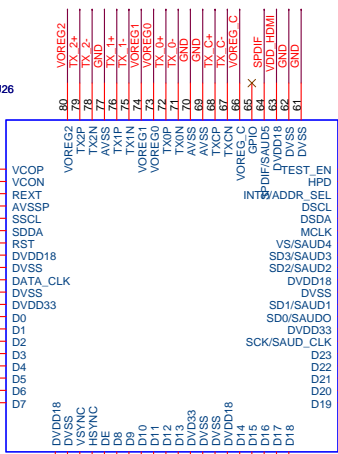 U26
VOREG2
TX_2+
TX_2-
GND
TX_1+
TX_1-
VOREG1
VOREG0
TX_0+
TX_0-
GND
GND
TX_C+
TX_C-
VOREG_C
SPDIF
VDD_HDMI
GND
GND
80
79
78
77
76
75
74
73
72
71
70
69
68
67
66
65
64
63
62
61
VOREG2
TX2P
TX2N
AVSS
TX1P
TX1N
VOREG1
VOREG0
TX0P
TX0N
AVSS
AVSS
TXCP
TXCN
VOREG_C
GPIO
SPDIF/SAUD5
DVDD18
DVSS
DVSS
VCOP
VCON
REXT
AVSSP
SSCL
SDDA
RST
DVDD18
DVSS
DATA_CLK
DVSS
DVDD33
D0
D1
D2
D3
D4
D5
D6
D7
TEST_EN
HPD
INT#/ADDR_SEL
DSCL
DSDA
MCLK
VS/SAUD4
SD3/SAUD3
SD2/SAUD2
DVDD18
DVSS
SD1/SAUD1
SD0/SAUDO
DVDD33
SCK/SAUD_CLK
D23
D22
D21
D20
D19
DVDD18
DVSS
VSYNC
HSYNC
DE
D8
D9
D10
D11
D12
D13
DVD33
DVSS
DVSS
DVDD18
D14
D15
D16
D17
D18